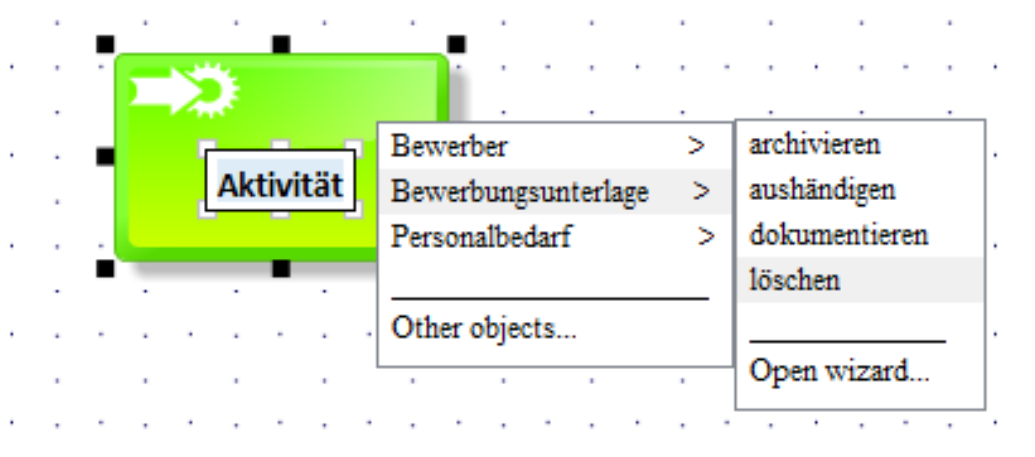 Aktivität
Bewerber >
Bewerbungsunterlage >
Personalbedarf >
Other objects...
archivieren
aushändigen
dokumentieren
löschen
Open wizard...